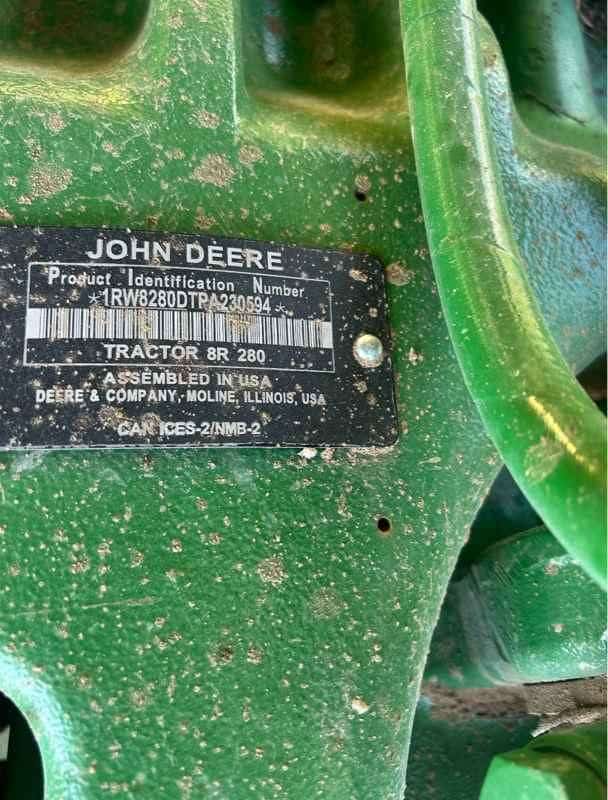 JOHN DEERE
Product Identification Number
*1RW8280DTPA230594*
TRACTOR 8R 280
ASSEMBLED IN USA
DEERE & COMPANY, MOLINE, ILLINOIS, USA
CAN ICES-2/NMB-2